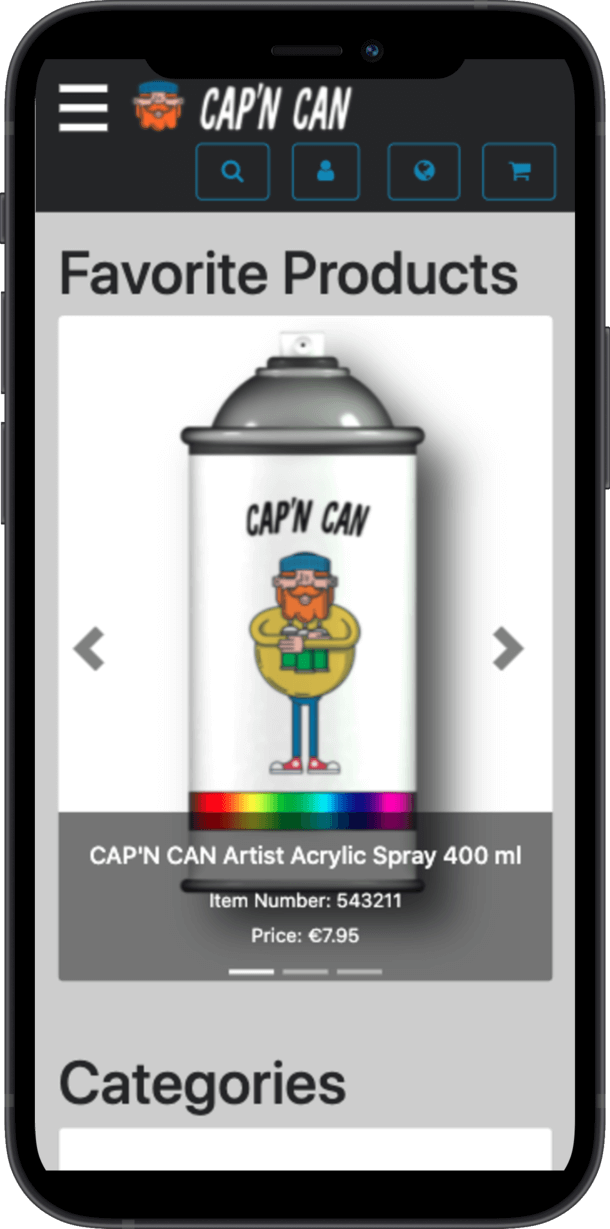 CAP'N CAN
Favorite Products
CAP'N CAN
CAP'N CAN Artist Acrylic Spray 400 ml
Item Number: 543211
Price: €7.95
Categories